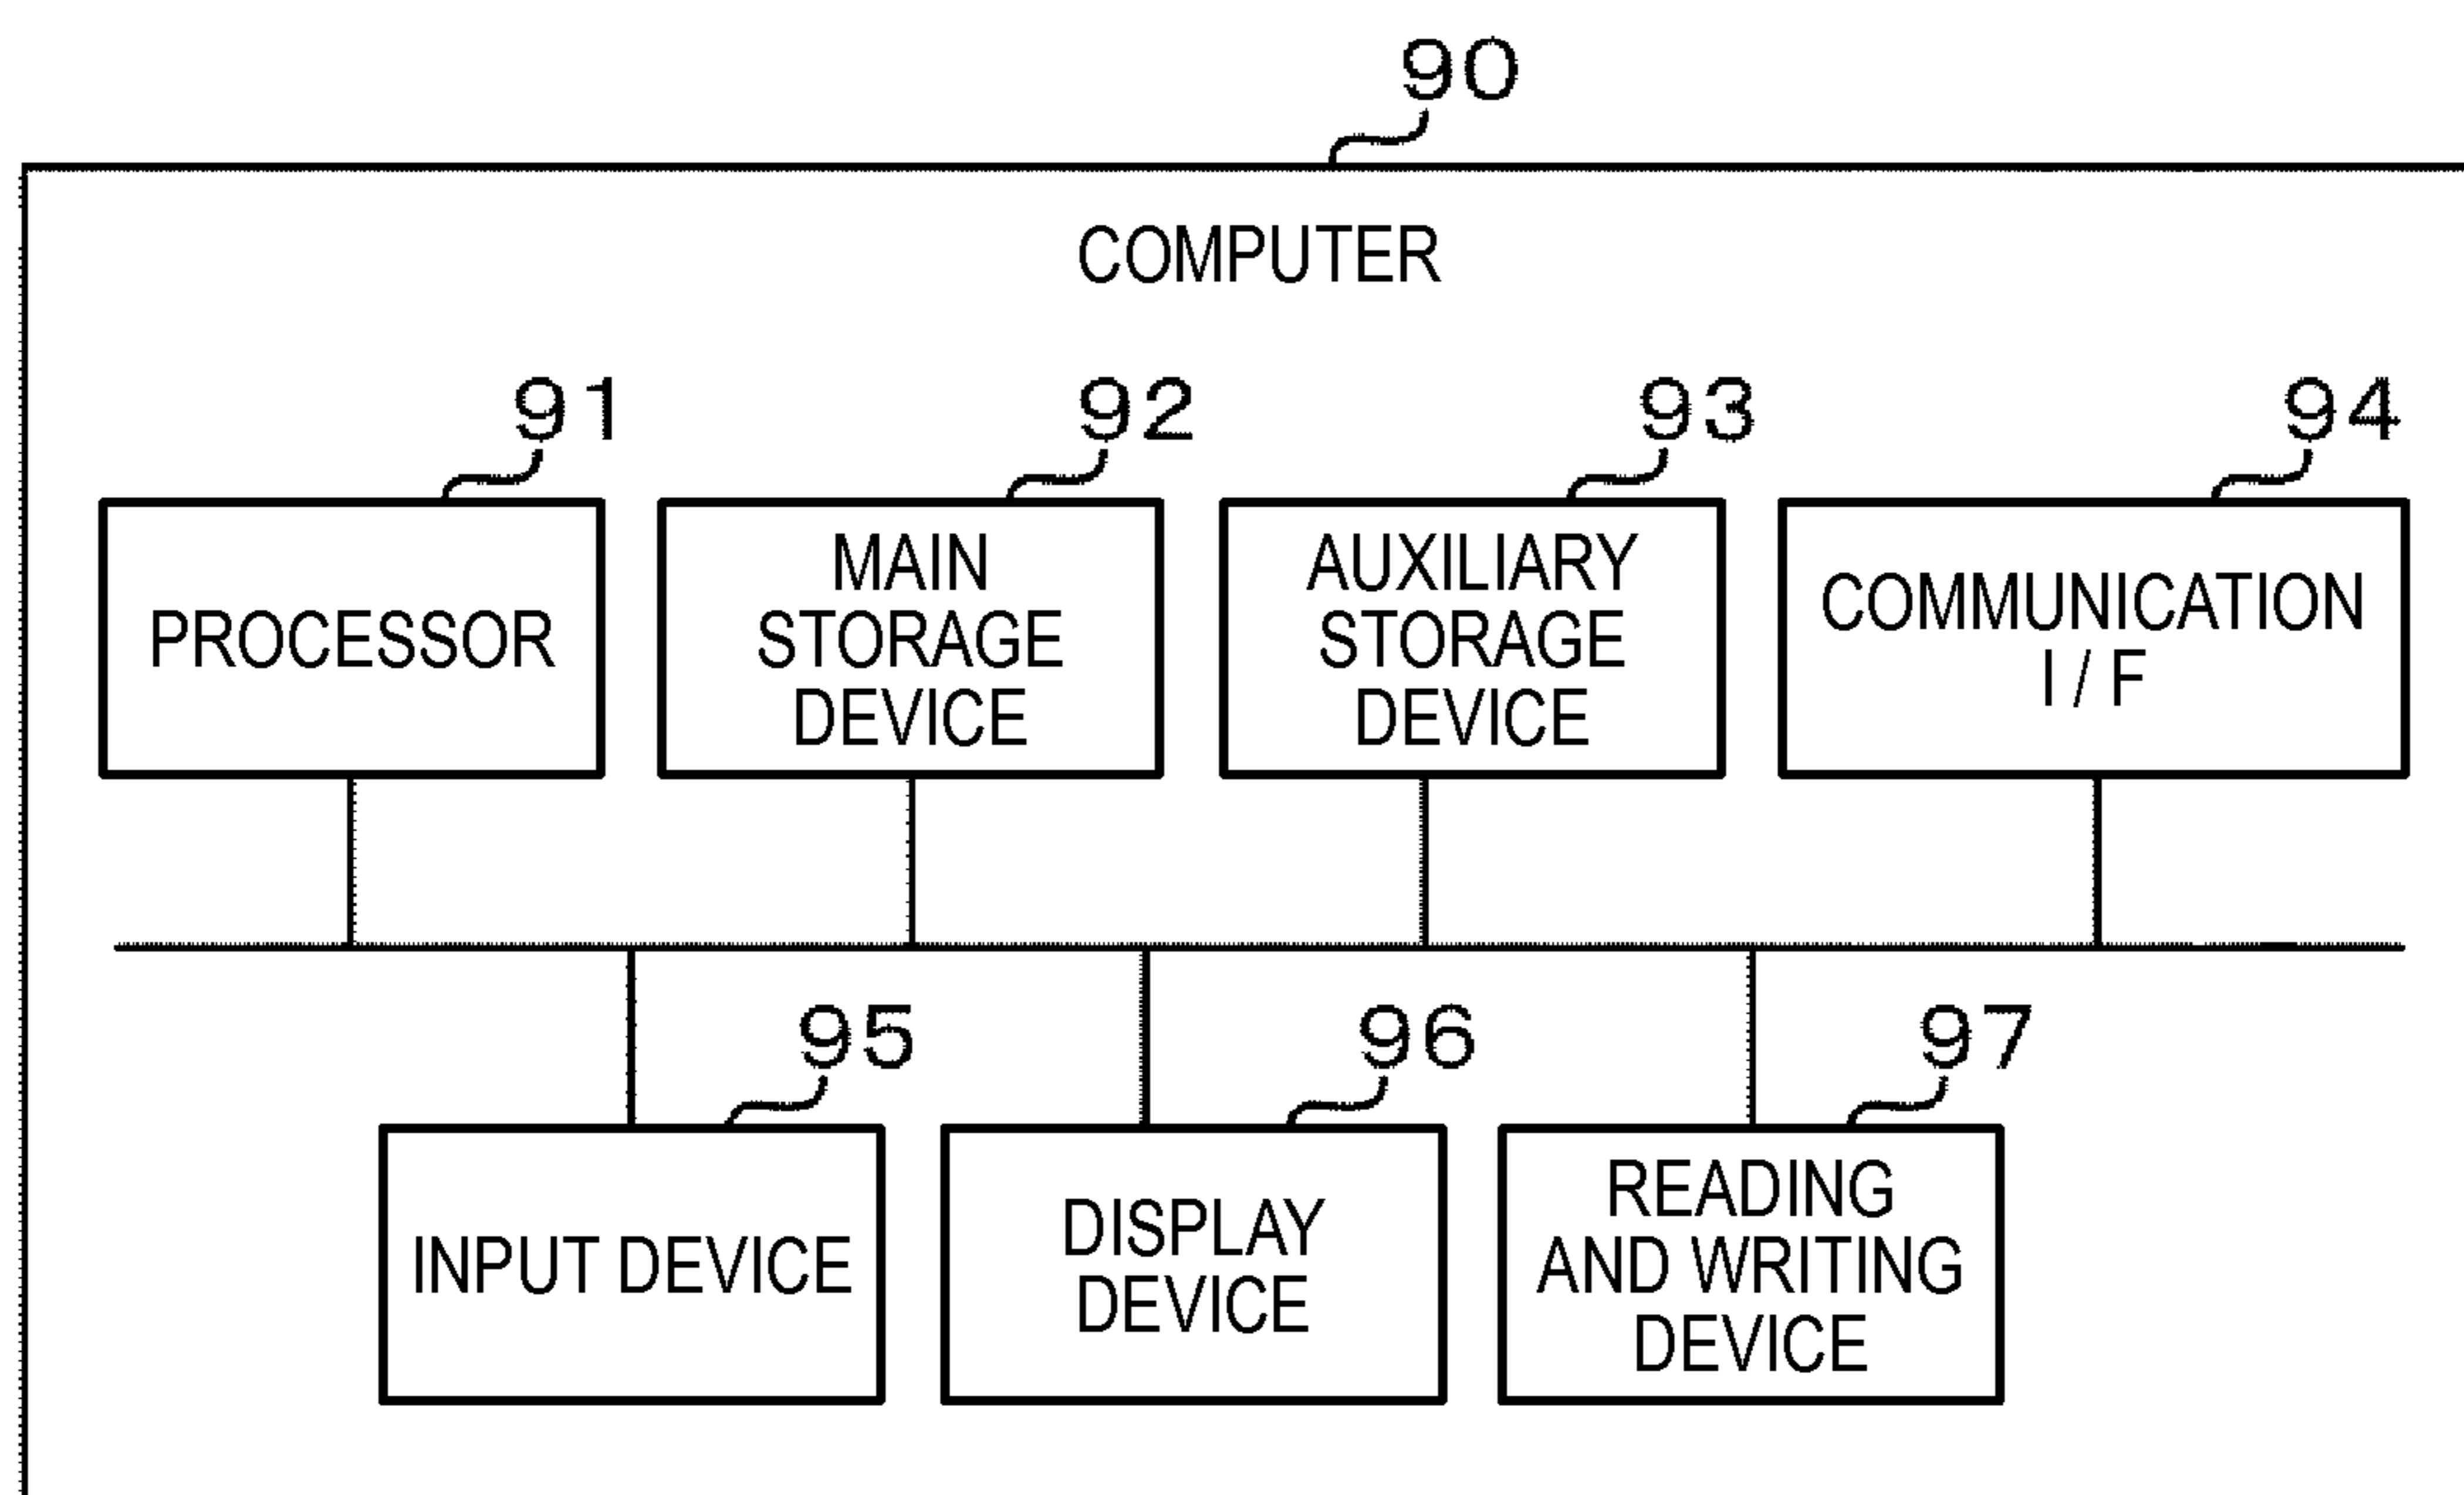 90
COMPUTER
91
92
93
94
PROCESSOR
MAIN
STORAGE
DEVICE
AUXILIARY
STORAGE
DEVICE
COMMUNICATION
I / F
95
96
97
INPUT DEVICE
DISPLAY
DEVICE
READING
AND WRITING
DEVICE